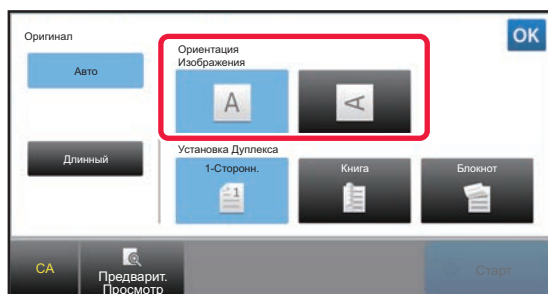 Оригинал
OK
Авто
Ориентация
Изображения
A
A
Длинный
Установка Дуплекса
1-Сторонн.
1
Книга
Блокнот
CA
Предварит.
Просмотр
Старт